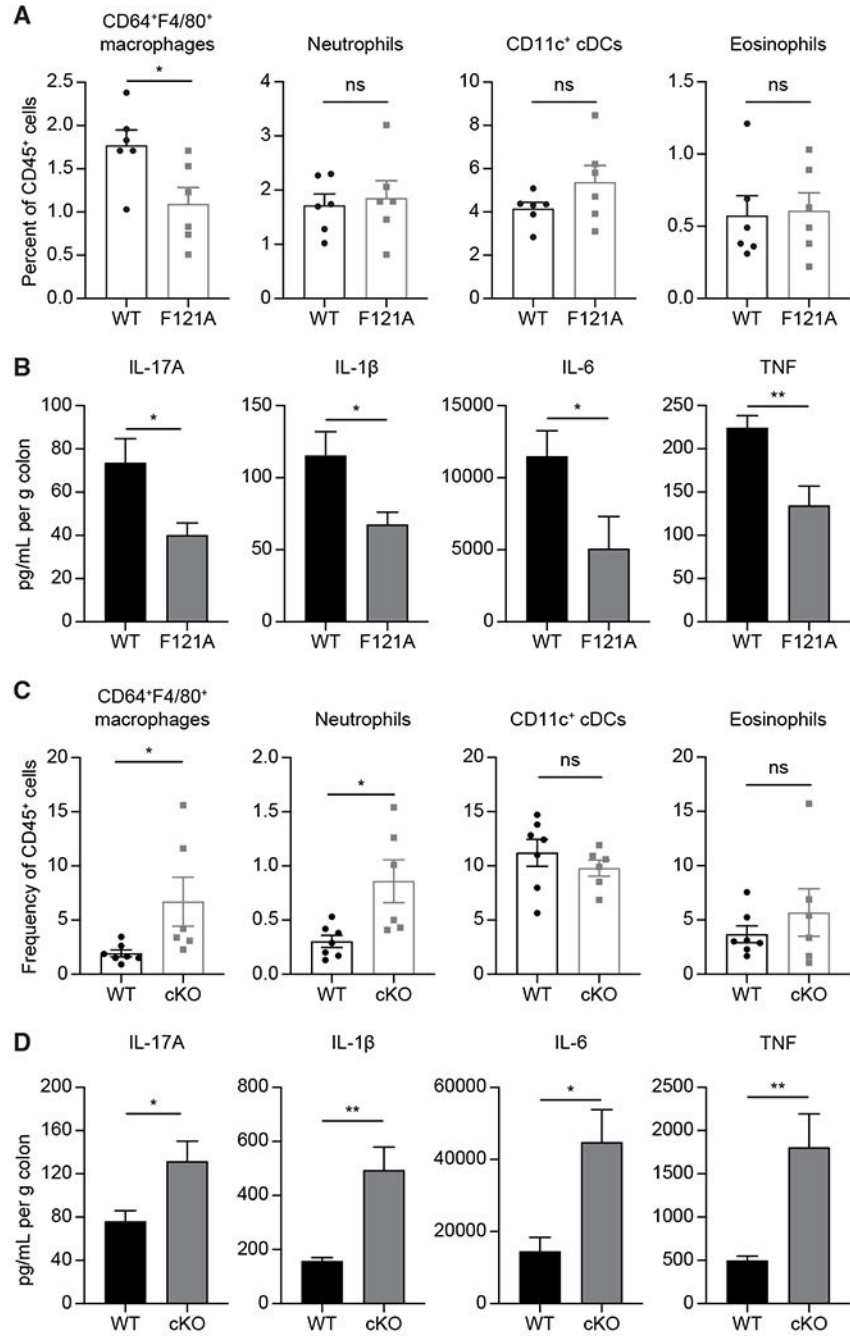 A
CD64⁺F4/80⁺
macrophages
Neutrophils
CD11c⁺ cDCs
Eosinophils
Percent of CD45⁺ cells
2.5
2.0
1.5
1.0
0.5
0.0
*
WT F121A
4
3
2
1
0
ns
WT F121A
10
8
6
4
2
0
ns
WT F121A
1.5
1.0
0.5
0.0
ns
WT F121A
B
IL-17A
IL-1β
IL-6
TNF
pg/mL per g colon
100
80
60
40
20
0
*
WT F121A
150
100
50
0
*
WT F121A
15000
10000
5000
0
*
WT F121A
250
200
150
100
50
0
**
WT F121A
C
CD64⁺F4/80⁺
macrophages
Neutrophils
CD11c⁺ cDCs
Eosinophils
Frequency of CD45⁺ cells
20
15
10
5
0
*
WT cKO
2.0
1.5
1.0
0.5
0.0
*
WT cKO
20
15
10
5
0
ns
WT cKO
20
15
10
5
0
ns
WT cKO
D
IL-17A
IL-1β
IL-6
TNF
pg/mL per g colon
200
160
120
80
40
0
*
WT cKO
800
600
400
200
0
**
WT cKO
60000
40000
20000
0
*
WT cKO
2500
2000
1500
1000
500
0
**
WT cKO